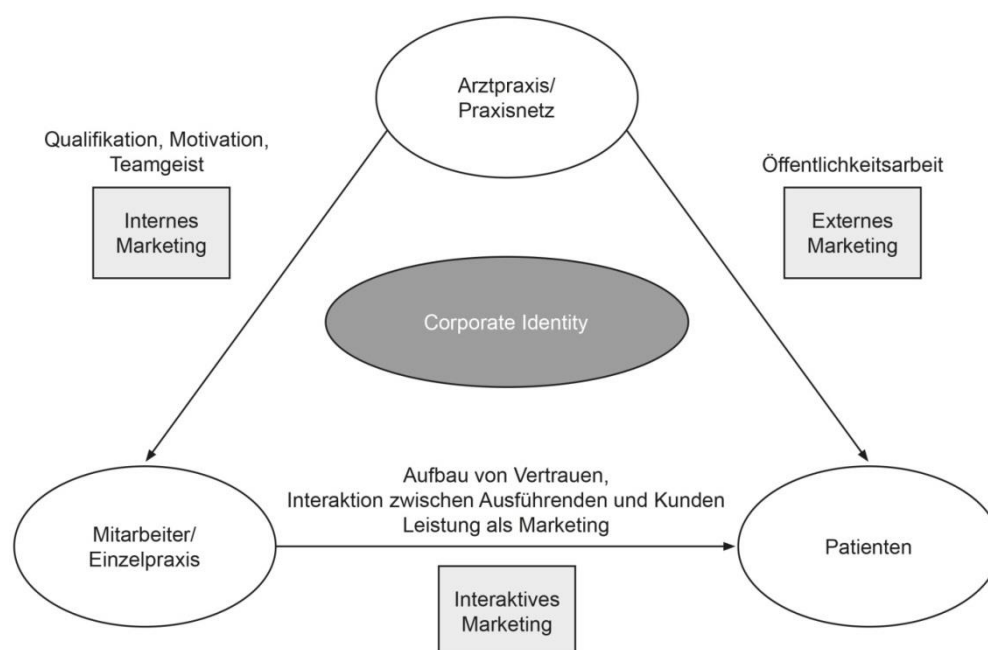 Arztpraxis/
Praxisnetz
Qualifikation, Motivation,
Teamgeist
Internes
Marketing
Öffentlichkeitsarbeit
Externes
Marketing
Corporate Identity
Aufbau von Vertrauen,
Interaktion zwischen Ausführenden und Kunden
Leistung als Marketing
Mitarbeiter/
Einzelpraxis
Patienten
Interaktives
Marketing